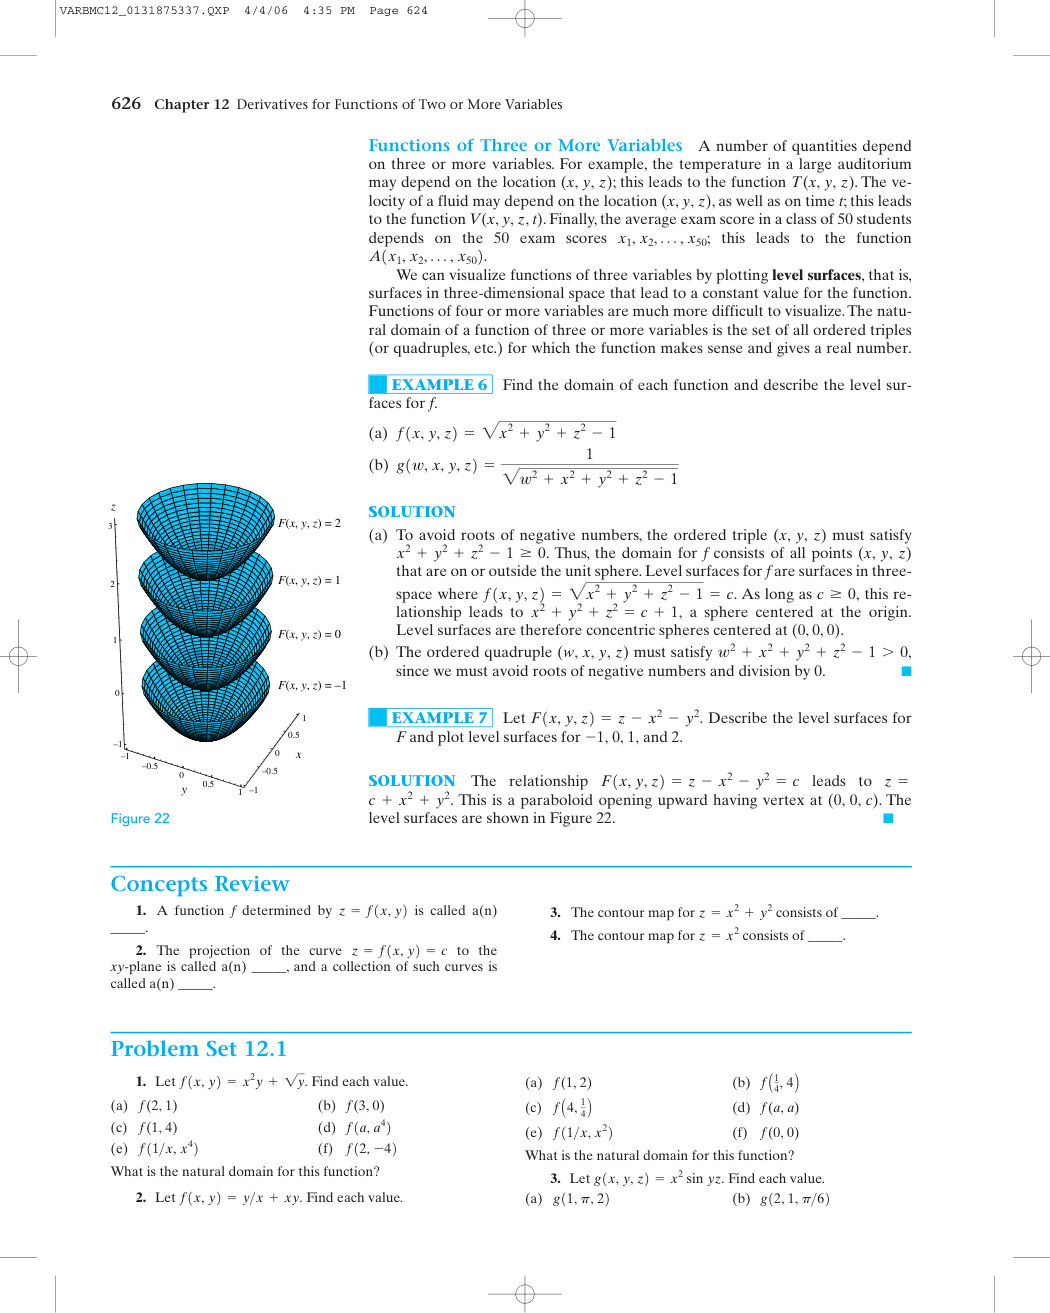 VARBMC12_0131875337.QXP 4/4/06 4:35 PM Page 624
626 Chapter 12 Derivatives for Functions of Two or More Variables
Functions of Three or More Variables A number of quantities depend
on three or more variables. For example, the temperature in a large auditorium
may depend on the location (x, y, z); this leads to the function T(x, y, z). The ve-
locity of a fluid may depend on the location (x, y, z), as well as on time t; this leads
to the function V(x, y, z, t). Finally, the average exam score in a class of 50 students
depends on the 50 exam scores x₁, x₂, . . . , x₅₀; this leads to the function
A(x₁, x₂, . . . , x₅₀).
We can visualize functions of three variables by plotting level surfaces, that is,
surfaces in three-dimensional space that lead to a constant value for the function.
Functions of four or more variables are much more difficult to visualize. The natu-
ral domain of a function of three or more variables is the set of all ordered triples
(or quadruples, etc.) for which the function makes sense and gives a real number.
EXAMPLE 6 Find the domain of each function and describe the level sur-
faces for f.
(a) f(x, y, z) = √(x² + y² + z² − 1)
(b) g(w, x, y, z) = 1/√(w² + x² + y² + z² − 1)
SOLUTION
(a) To avoid roots of negative numbers, the ordered triple (x, y, z) must satisfy
x² + y² + z² − 1 ≥ 0. Thus, the domain for f consists of all points (x, y, z)
that are on or outside the unit sphere. Level surfaces for f are surfaces in three-
space where f(x, y, z) = √(x² + y² + z² − 1) = c. As long as c ≥ 0, this re-
lationship leads to x² + y² + z² = c + 1, a sphere centered at the origin.
Level surfaces are therefore concentric spheres centered at (0, 0, 0).
(b) The ordered quadruple (w, x, y, z) must satisfy w² + x² + y² + z² − 1 > 0,
since we must avoid roots of negative numbers and division by 0.
EXAMPLE 7 Let F(x, y, z) = z − x² − y². Describe the level surfaces for
F and plot level surfaces for −1, 0, 1, and 2.
SOLUTION The relationship F(x, y, z) = z − x² − y² = c leads to z =
c + x² + y². This is a paraboloid opening upward having vertex at (0, 0, c). The
level surfaces are shown in Figure 22.
z
3
2
1
0
–1
F(x, y, z) = 2
F(x, y, z) = 1
F(x, y, z) = 0
F(x, y, z) = –1
–1
–0.5
0
0.5
1
y
–1
–0.5
0
0.5
1
x
Figure 22
Concepts Review
1. A function f determined by z = f(x, y) is called a(n)
_____.
2. The projection of the curve z = f(x, y) = c to the
xy-plane is called a(n) _____, and a collection of such curves is
called a(n) _____.
3. The contour map for z = x² + y² consists of _____.
4. The contour map for z = x² consists of _____.
Problem Set 12.1
1. Let f(x, y) = x²y + √y. Find each value.
(a) f(2, 1) (b) f(3, 0)
(c) f(1, 4) (d) f(a, a⁴)
(e) f(1/x, x⁴) (f) f(2, −4)
What is the natural domain for this function?
2. Let f(x, y) = y/x + xy. Find each value.
(a) f(1, 2) (b) f(1/4, 4)
(c) f(4, 1/4) (d) f(a, a)
(e) f(1/x, x²) (f) f(0, 0)
What is the natural domain for this function?
3. Let g(x, y, z) = x² sin yz. Find each value.
(a) g(1, π, 2) (b) g(2, 1, π/6)